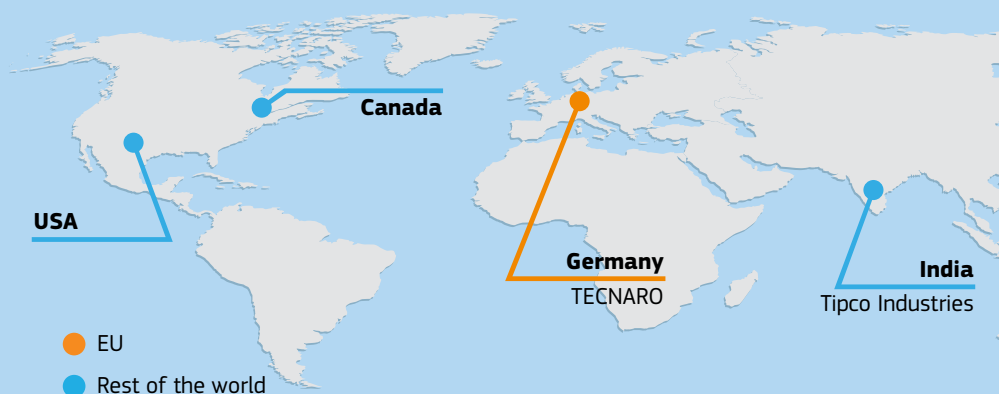 Canada
USA
Germany
TECNARO
India
Tipco Industries
EU
Rest of the world